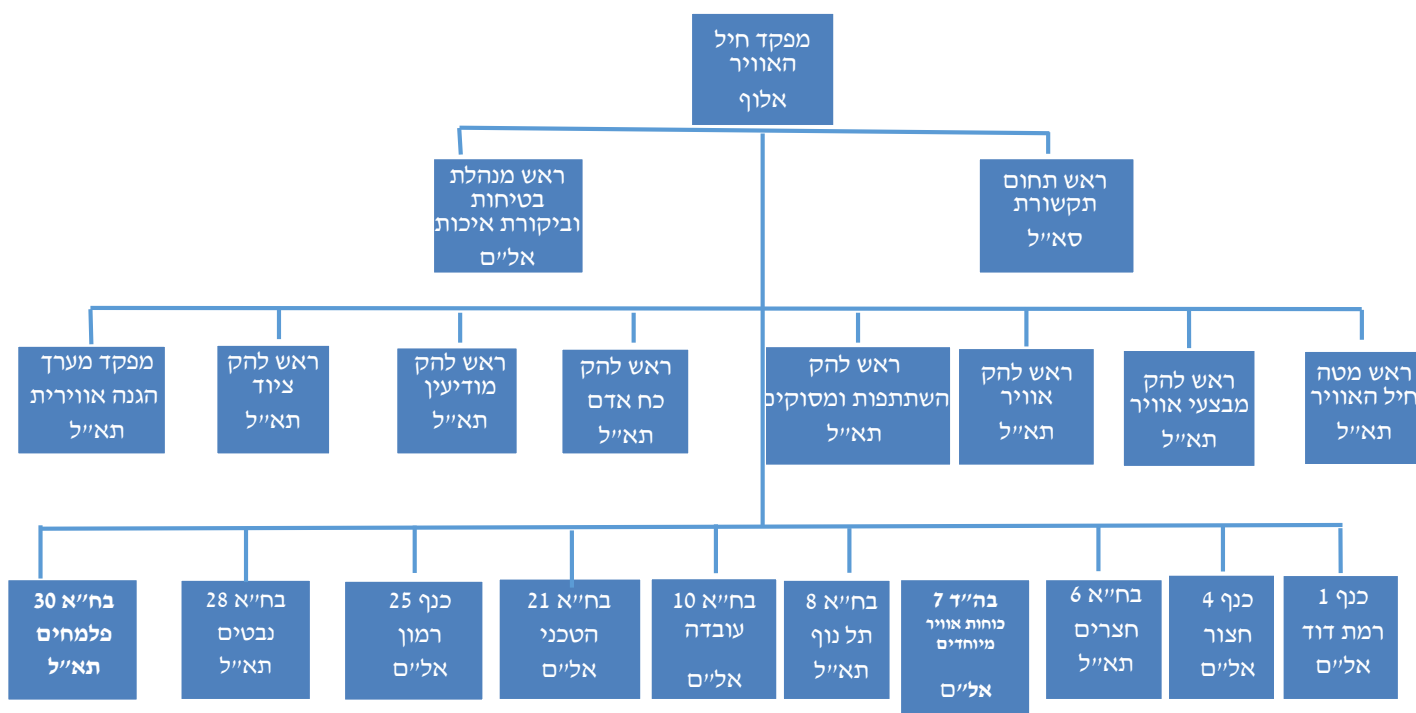 מפקד חיל
האוויר
אלוף
ראש תחום
תקשורת
סא״ל
ראש מנהלת
בטיחות
וביקורת איכות
אל״ם
ראש מטה
חיל האוויר
תא״ל
ראש להק
מבצעי אוויר
תא״ל
ראש להק
אוויר
תא״ל
ראש להק
השתתפות ומסוקים
תא״ל
ראש להק
כח אדם
תא״ל
ראש להק
מודיעין
תא״ל
ראש להק
ציוד
תא״ל
מפקד מערך
הגנה אווירית
תא״ל
כנף 1
רמת דוד
אל״ם
כנף 4
חצור
אל״ם
בח״א 6
חצרים
תא״ל
בה״ד 7
כוחות אוויר
מיוחדים
אל״ם
בח״א 8
תל נוף
תא״ל
בח״א 10
עובדה
אל״ם
בח״א 21
הטכני
אל״ם
כנף 25
רמון
אל״ם
בח״א 28
נבטים
תא״ל
בח״א 30
פלמחים
תא״ל